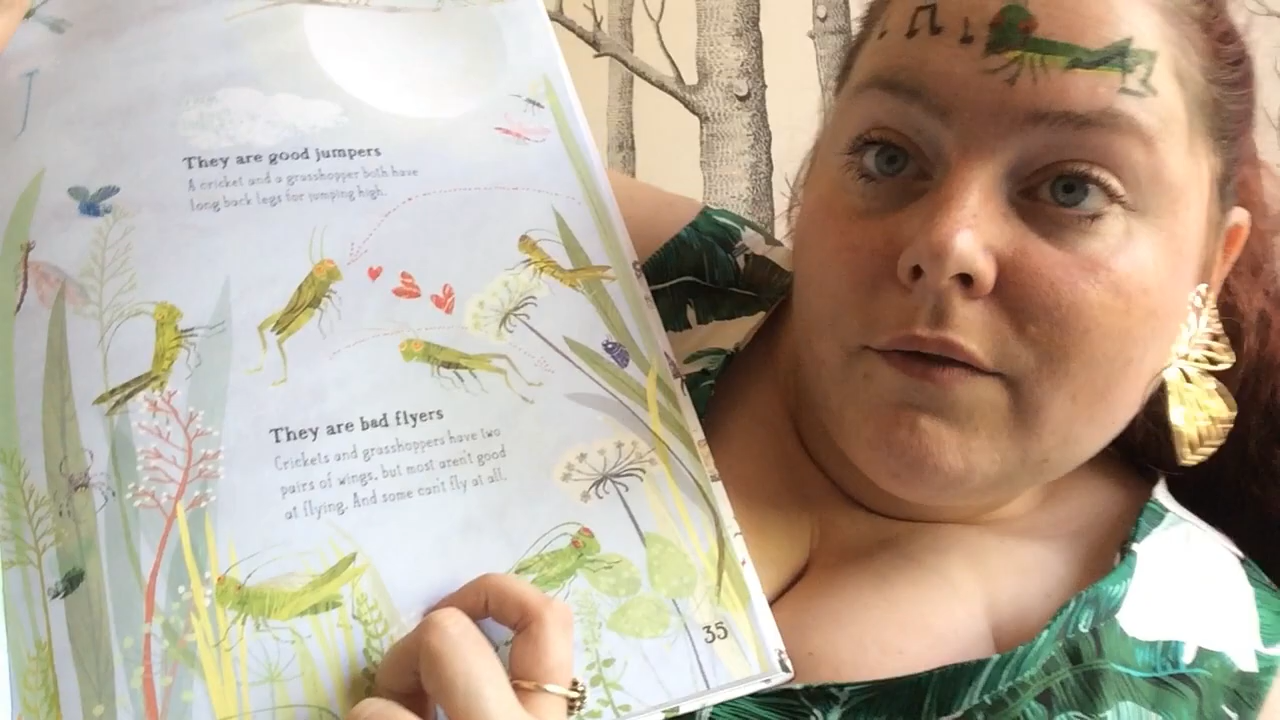 They are good jumpers
A cricket and a grasshopper both have
long back legs for jumping high.
They are bad flyers
Crickets and grasshoppers have two
pairs of wings, but most aren't good
at flying. And some can't fly at all.
35